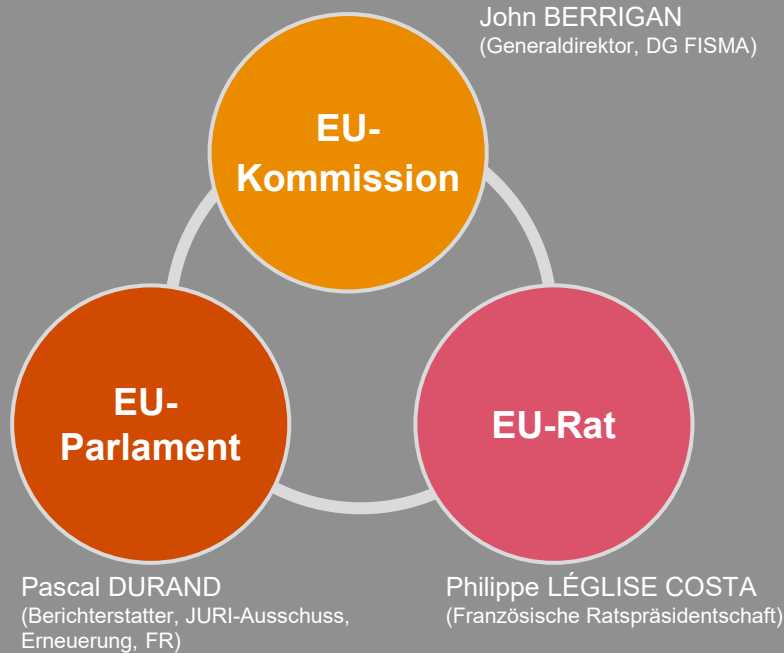 John BERRIGAN
(Generaldirektor, DG FISMA)
EU-
Kommission
EU-
Parlament
EU-Rat
Pascal DURAND
(Berichterstatter, JURI-Ausschuss,
Erneuerung, FR)
Philippe LÉGLISE COSTA
(Französische Ratspräsidentschaft)